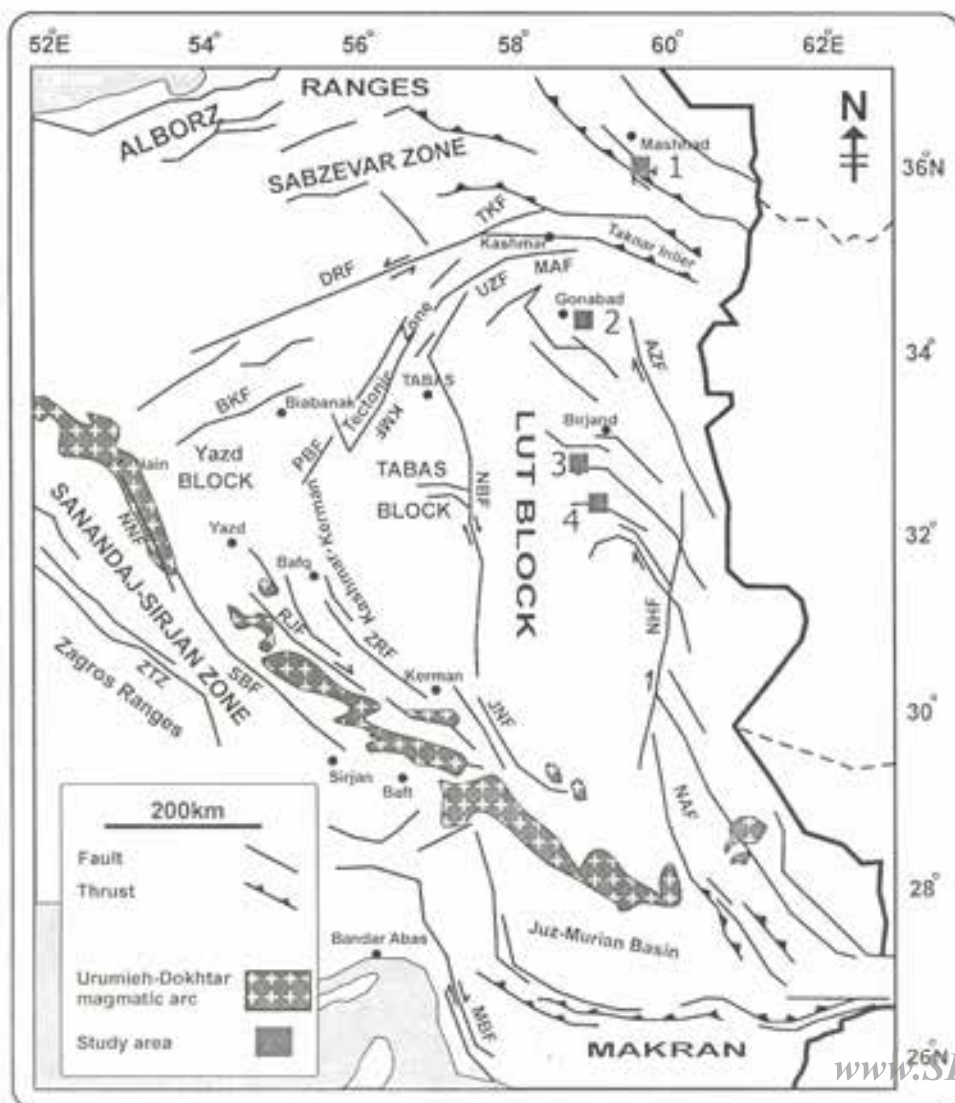 52E 54° 56° 58° 60° 62°E
RANGES
ALBORZ
N
Mashhad
1
36°N
SABZEVAR ZONE
TKF
Kashmar
Taknar Inlier
DRF
MAF
UZF
Gonabad
2
34°
AZF
Zone
Tectonic
Kashmar-Kerman
TABAS
KMF
BKF
Biabanak
PBF
Birjand
Yazd
BLOCK
Nain
3
TABAS
BLOCK
NBF
LUT BLOCK
4
32°
NNF
Yazd
Bafq
SANANDAJ-SIRJAN ZONE
RJF
ZRF
NHF
Zagros Ranges
ZTZ
SBF
Kerman
JNF
30°
Sirjan
Baft
NAF
200km
Fault
Thrust
28°
Juz-Murian Basin
Bandar Abas
Urumieh-Dokhtar
magmatic arc
MBF
Study area
MAKRAN
26°N